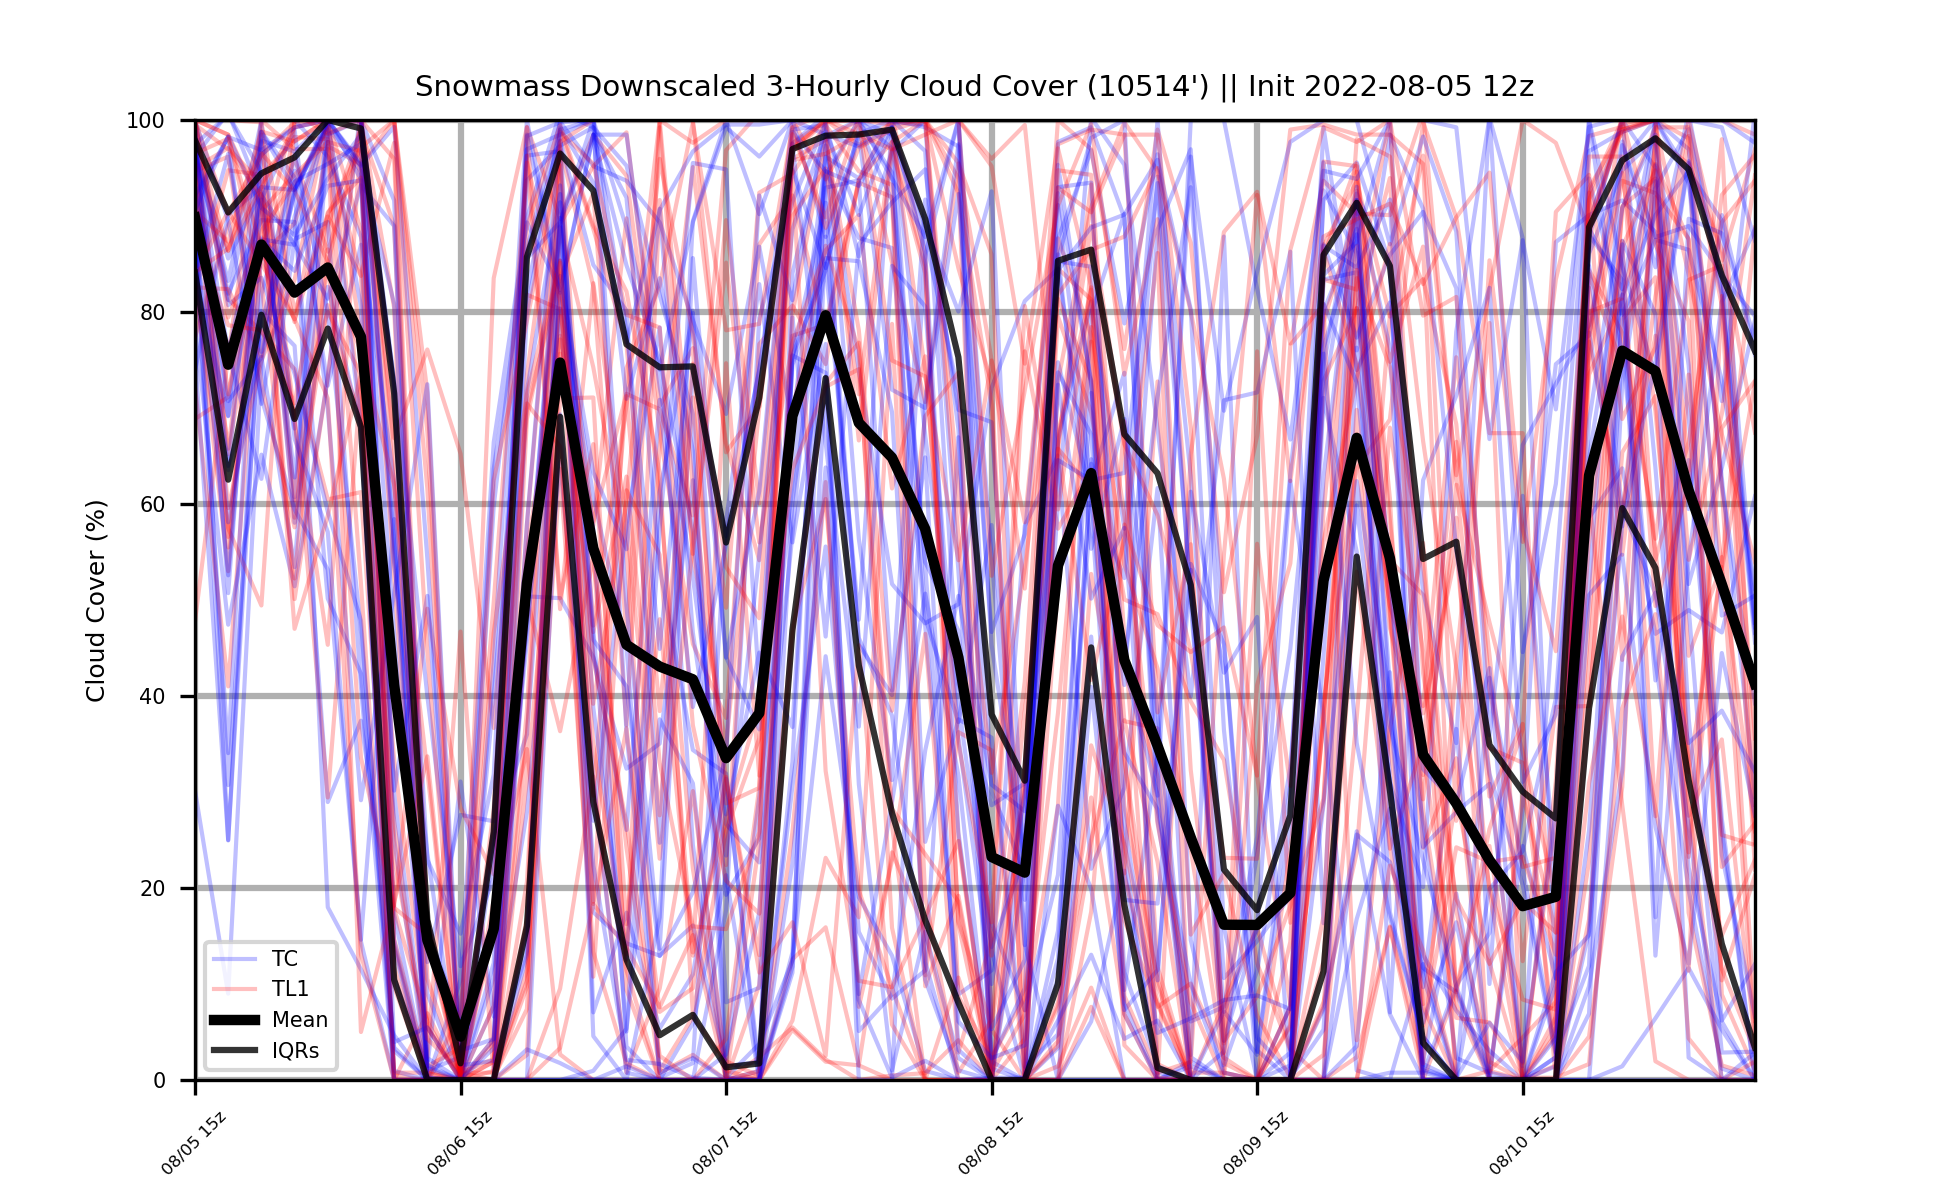 Snowmass Downscaled 3-Hourly Cloud Cover (10514') || Init 2022-08-05 12z
Cloud Cover (%)
100
80
60
40
20
0
TC
TL1
Mean
IQRs
08/05 15z
08/06 15z
08/07 15z
08/08 15z
08/09 15z
08/10 15z